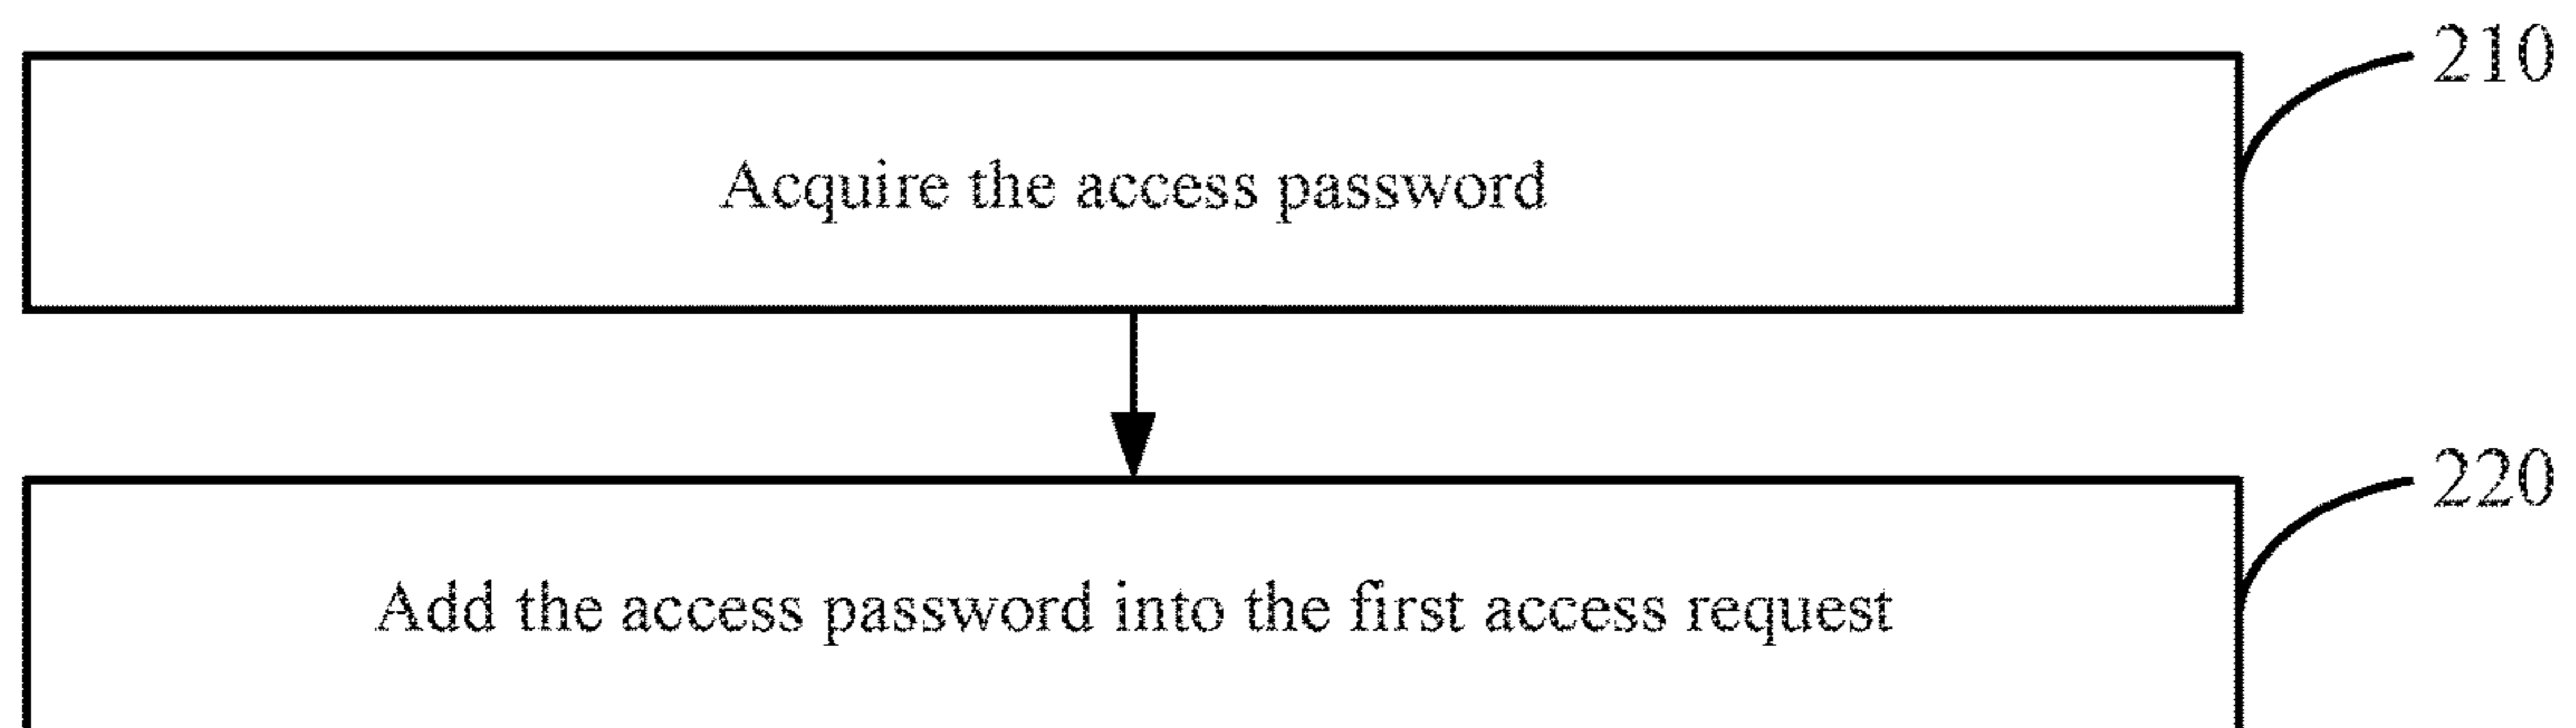 210
Acquire the access password
220
Add the access password into the first access request